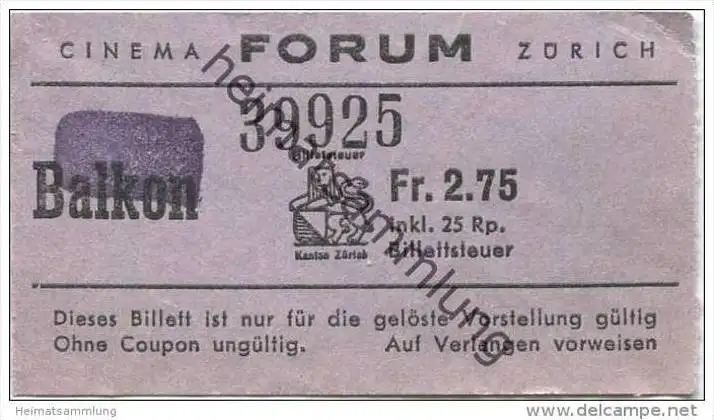 CINEMA FORUM ZÜRICH
39925
Balkon
Billettsteuer
Kanton Zürich
Fr. 2.75
inkl. 25 Rp.
Billettsteuer
Dieses Billett ist nur für die gelöste Vorstellung gültig
Ohne Coupon ungültig. Auf Verlangen vorweisen
heimatsammlung
Heimatsammlung
delcampe.net